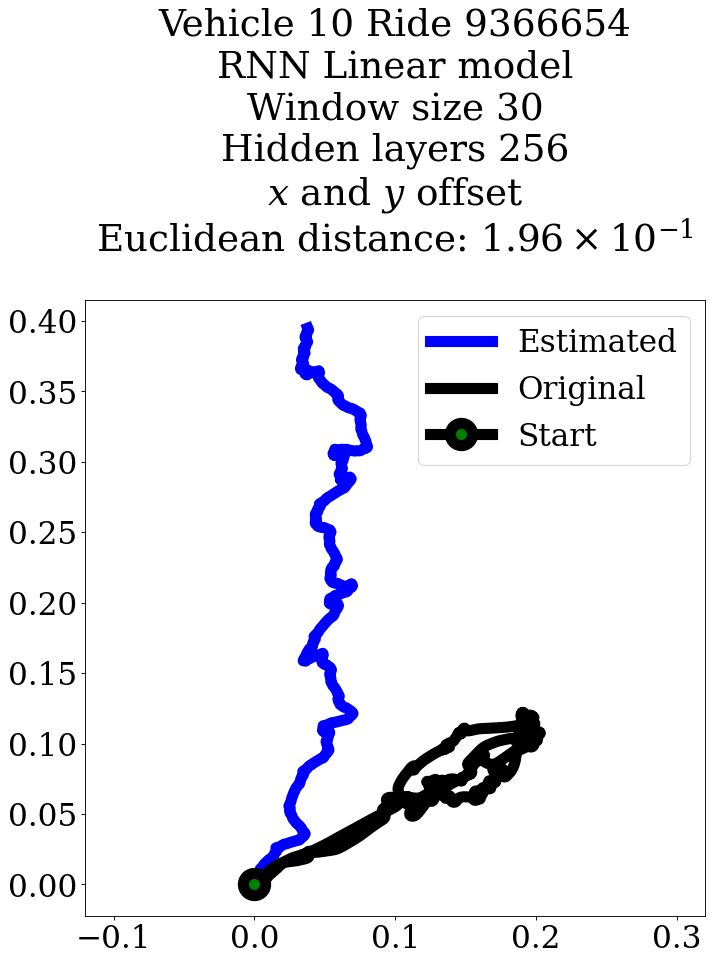 Vehicle 10 Ride 9366654
RNN Linear model
Window size 30
Hidden layers 256
x and y offset
Euclidean distance: 1.96 × 10⁻¹
Estimated
Original
Start
0.40
0.35
0.30
0.25
0.20
0.15
0.10
0.05
0.00
−0.1 0.0 0.1 0.2 0.3